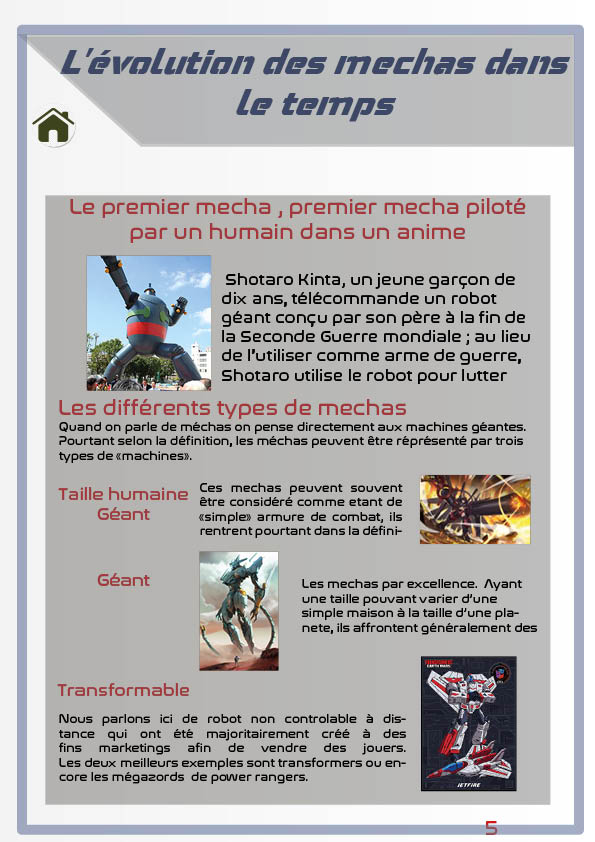 L'évolution des mechas dans
le temps
Le premier mecha , premier mecha piloté
par un humain dans un anime
Shotaro Kinta, un jeune garçon de
dix ans, télécommande un robot
géant conçu par son père à la fin de
la Seconde Guerre mondiale ; au lieu
de l'utiliser comme arme de guerre,
Shotaro utilise le robot pour lutter
Les différents types de mechas
Quand on parle de méchas on pense directement aux machines géantes.
Pourtant selon la définition, les méchas peuvent être réprésenté par trois
types de «machines».
Taille humaine
Géant
Ces mechas peuvent souvent
être considéré comme etant de
«simple» armure de combat, ils
rentrent pourtant dans la défini-
Géant
Les mechas par excellence. Ayant
une taille pouvant varier d'une
simple maison à la taille d'une pla-
nete, ils affrontent généralement des
Transformable
Nous parlons ici de robot non controlable à dis-
tance qui ont été majoritairement créé à des
fins marketings afin de vendre des jouers.
Les deux meilleurs exemples sont transformers ou en-
core les mégazords de power rangers.
EARTH WARS
JETFIRE
5